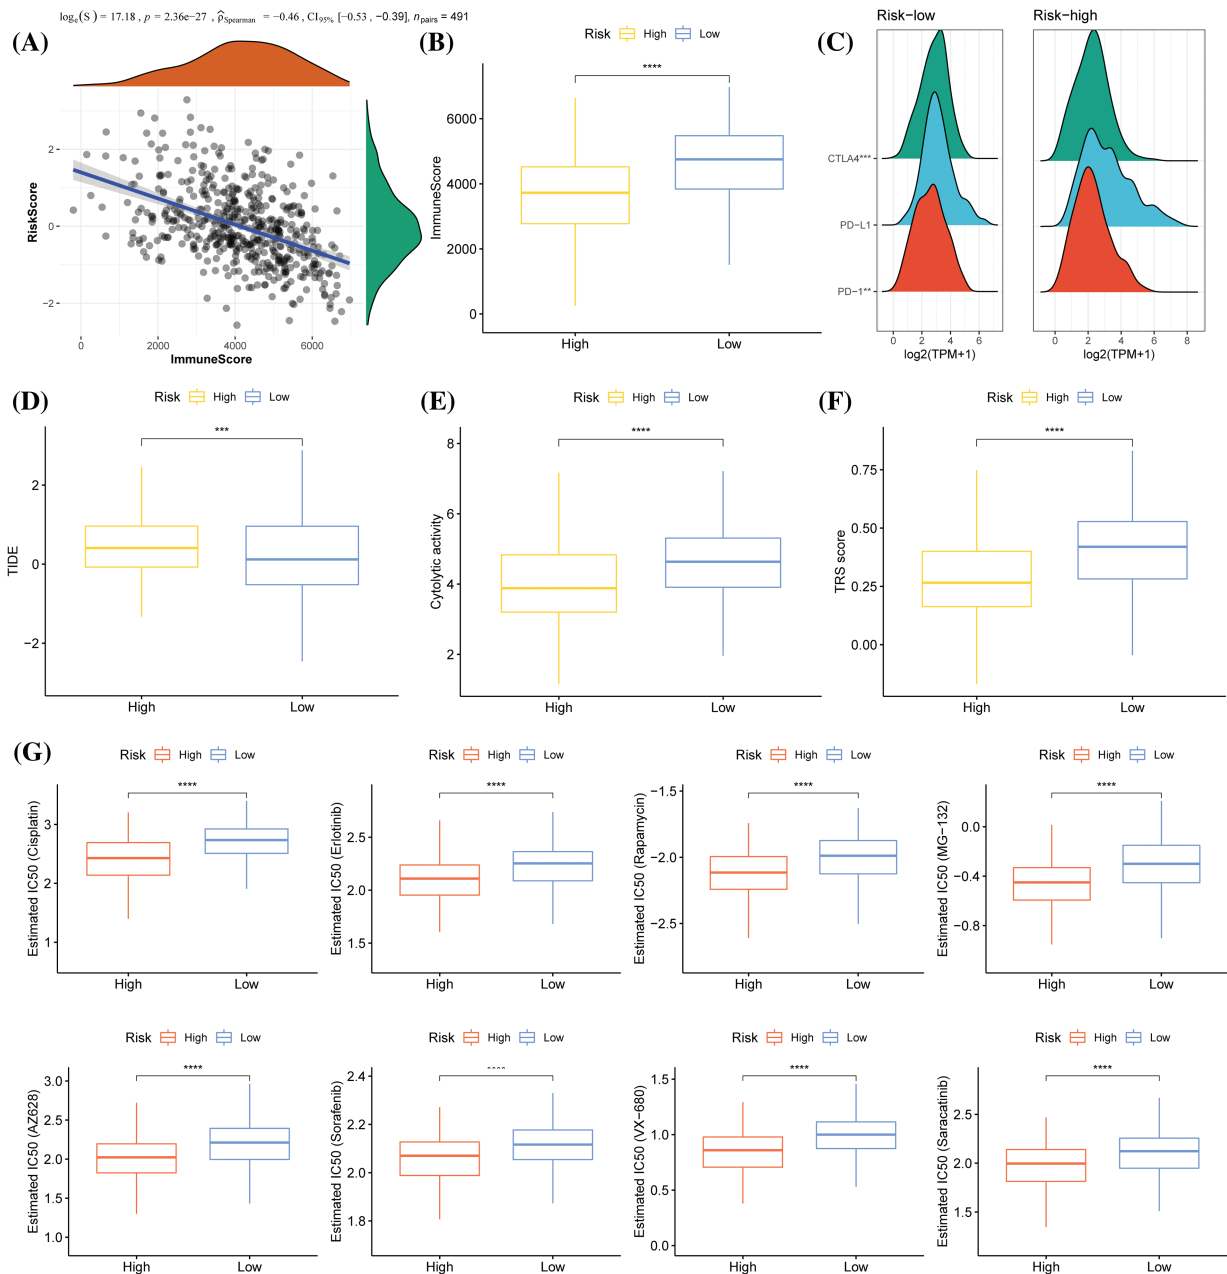 logₑ(S) = 17.18 , p = 2.36e−27 , ρ̂Spearman = −0.46 , CI95% [−0.53 , −0.39], npairs = 491
(A)
RiskScore
2
0
−2
0 2000 4000 6000
ImmuneScore
(B)
Risk High Low
****
ImmuneScore
6000
4000
2000
0
High Low
(C)
Risk−low Risk−high
CTLA4***
PD−L1
PD−1**
0 2 4 6
0 2 4 6 8
log2(TPM+1) log2(TPM+1)
(D)
Risk High Low
***
TIDE
2
0
−2
High Low
(E)
Risk High Low
****
Cytolytic activity
8
6
4
2
High Low
(F)
Risk High Low
****
TRS score
0.75
0.50
0.25
0.00
High Low
(G)
Risk High Low
****
Estimated IC50 (Cisplatin)
3
2
1
High Low
Risk High Low
****
Estimated IC50 (Erlotinib)
2.5
2.0
1.5
High Low
Risk High Low
****
Estimated IC50 (Rapamycin)
−1.5
−2.0
−2.5
High Low
Risk High Low
****
Estimated IC50 (MG−132)
0.0
−0.4
−0.8
High Low
Risk High Low
****
Estimated IC50 (AZ628)
3.0
2.5
2.0
1.5
1.0
High Low
Risk High Low
****
Estimated IC50 (Sorafenib)
2.4
2.2
2.0
1.8
High Low
Risk High Low
****
Estimated IC50 (VX−680)
1.5
1.0
0.5
0.0
High Low
Risk High Low
****
Estimated IC50 (Saracatinib)
2.5
2.0
1.5
High Low